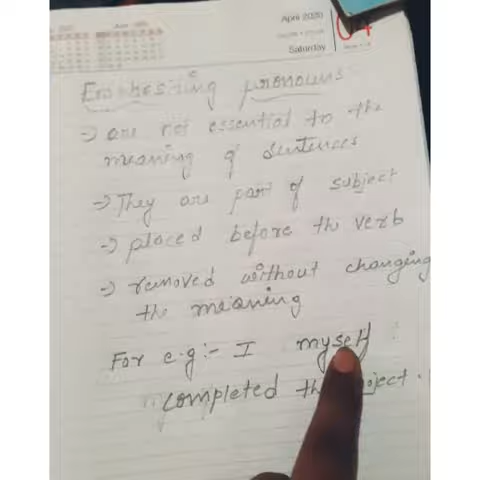 April 2020
Saturday
04
Emphasizing pronouns
-> are not essential to the
meaning of sentences
-> They are part of subject
-> placed before the verb
-> removed without changing
the meaning
For e.g:- I myself
completed the